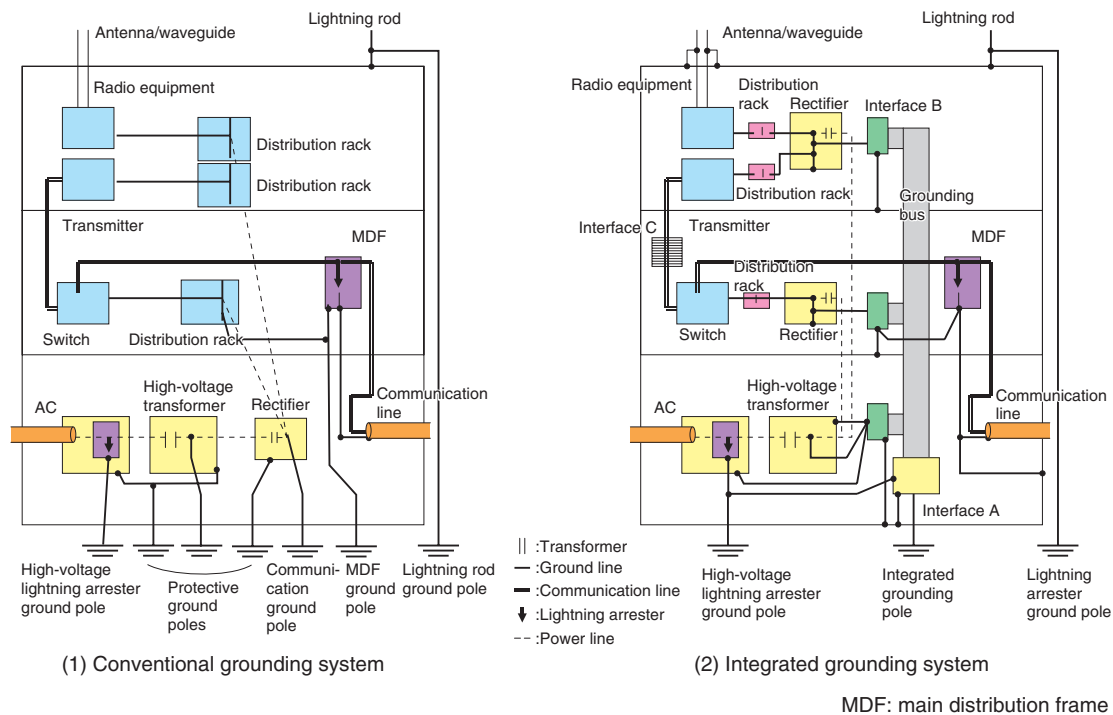 Lightning rod
Antenna/waveguide
Radio equipment
Distribution rack
Distribution rack
Transmitter
MDF
Switch
Distribution rack
High-voltage
transformer
Rectifier
AC
Communication
line
High-voltage
lightning arrester
ground pole
Protective
ground
poles
Communi-
cation
ground
pole
MDF
ground
pole
Lightning rod
ground pole
(1) Conventional grounding system
:Transformer
:Ground line
:Communication line
:Lightning arrester
:Power line
Lightning rod
Antenna/waveguide
Radio equipment
Distribution
rack
Rectifier
Interface B
Distribution rack
Grounding
bus
Interface C
Transmitter
MDF
Distribution
rack
Switch
Rectifier
High-voltage
transformer
AC
Communication
line
Interface A
High-voltage
lightning arrester
ground pole
Integrated
grounding
pole
Lightning
arrester
ground pole
(2) Integrated grounding system
MDF: main distribution frame